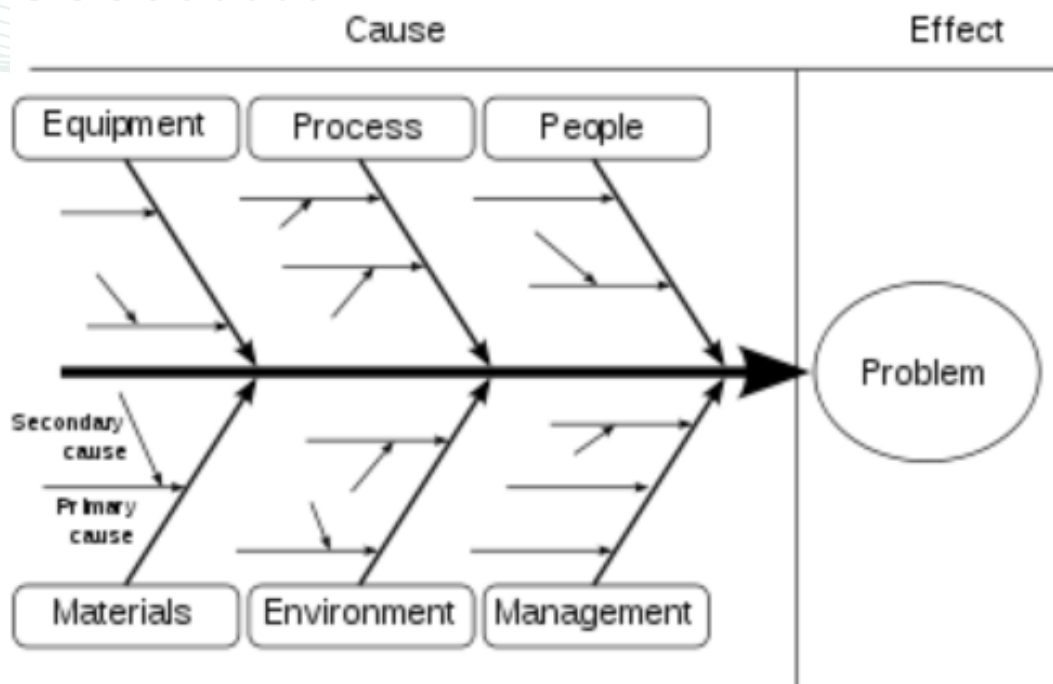 Cause
Effect
Equipment
Process
People
Problem
Secondary
cause
Primary
cause
Materials
Environment
Management